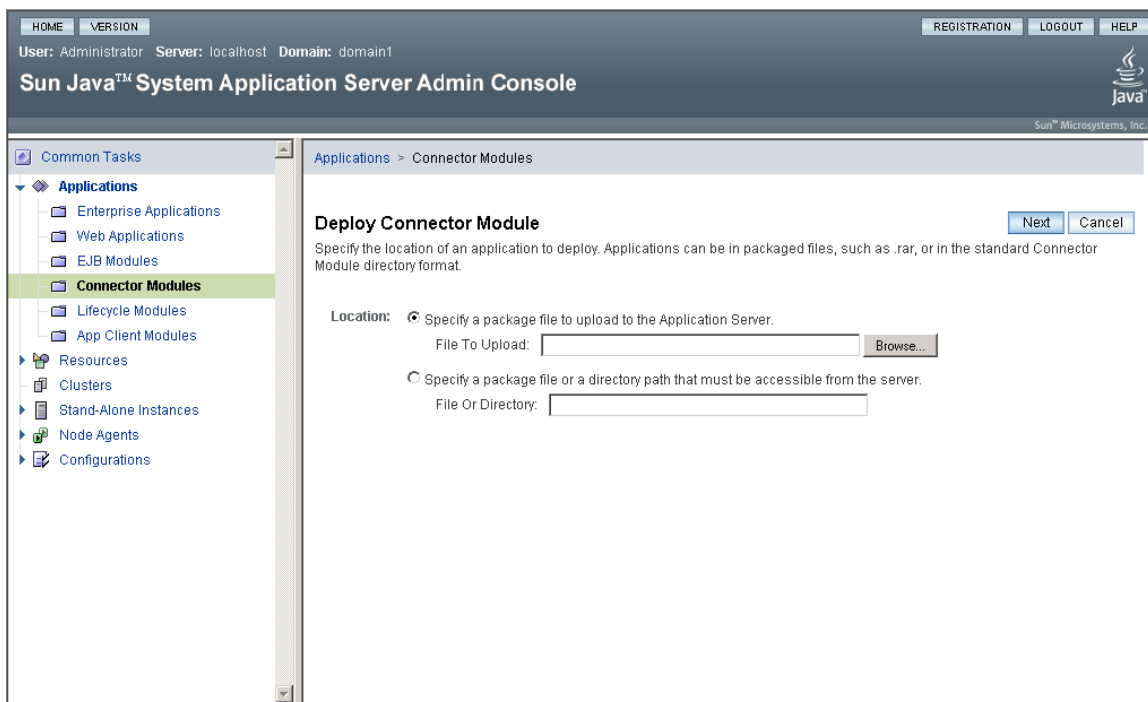 HOME VERSION REGISTRATION LOGOUT HELP
User: Administrator Server: localhost Domain: domain1
Sun Java™ System Application Server Admin Console
Java™
Sun™ Microsystems, Inc.
Common Tasks
Applications
Enterprise Applications
Web Applications
EJB Modules
Connector Modules
Lifecycle Modules
App Client Modules
Resources
Clusters
Stand-Alone Instances
Node Agents
Configurations
Applications > Connector Modules
Deploy Connector Module Next Cancel
Specify the location of an application to deploy. Applications can be in packaged files, such as .rar, or in the standard Connector
Module directory format.
Location: Specify a package file to upload to the Application Server.
File To Upload: Browse...
Specify a package file or a directory path that must be accessible from the server.
File Or Directory: